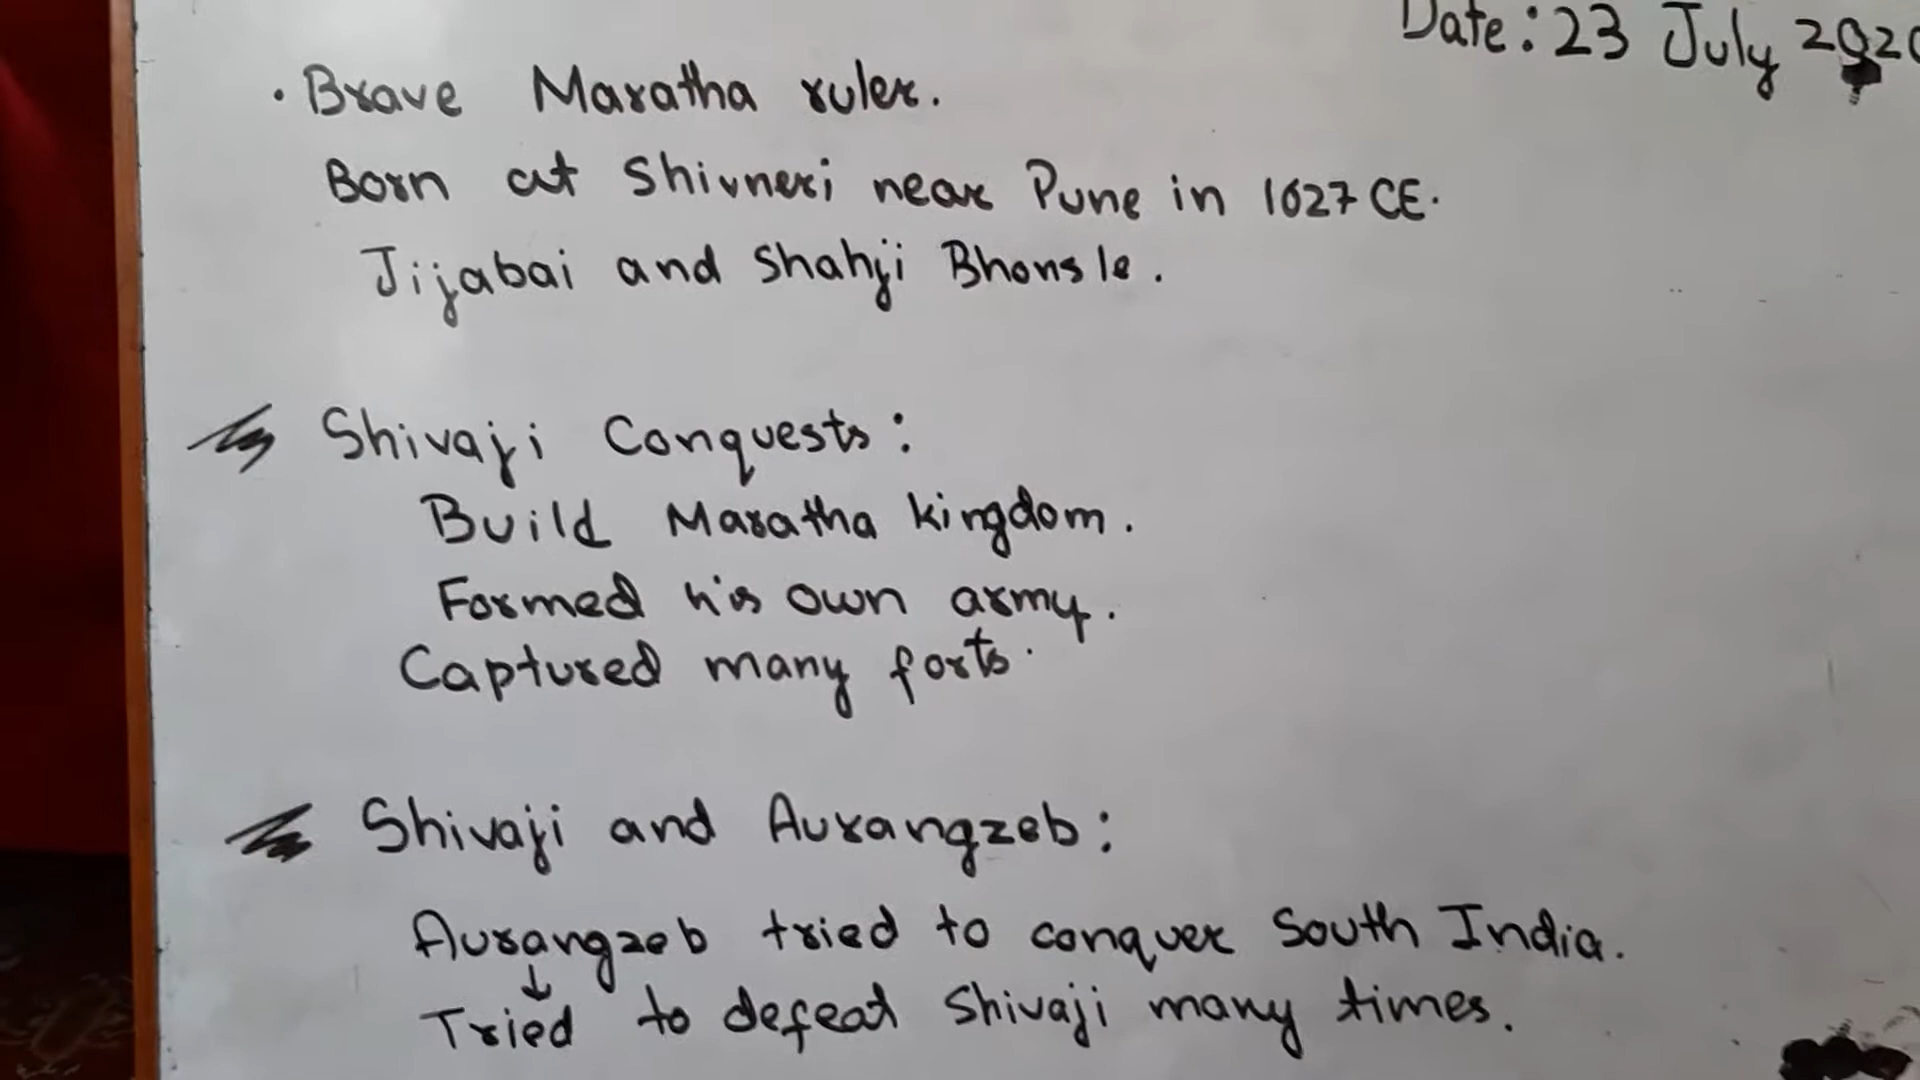 Date: 23 July 2020
• Brave Maratha ruler.
Born at Shivneri near Pune in 1627 CE.
Jijabai and Shahji Bhonsle.
Shivaji Conquests:
Build Maratha kingdom.
Formed his own army.
Captured many forts.
Shivaji and Aurangzeb:
Aurangzeb tried to conquer South India.
↓
Tried to defeat Shivaji many times.